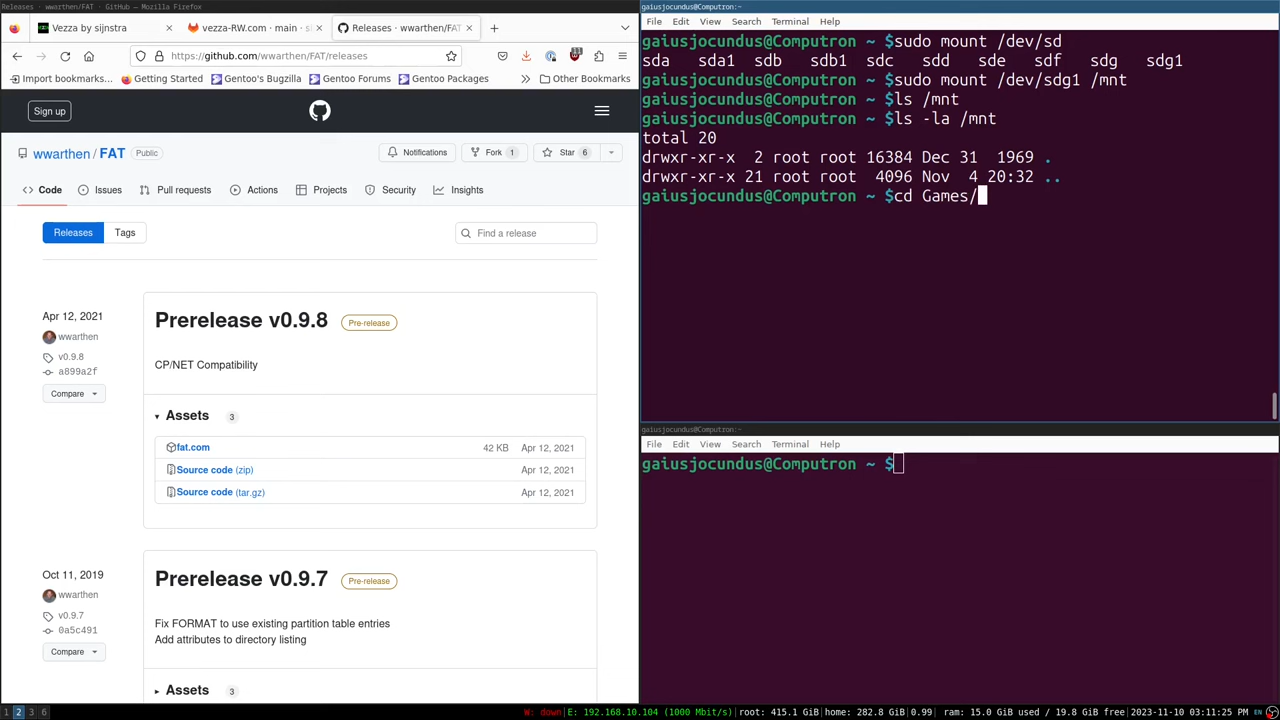 Releases · wwarthen/FAT · GitHub — Mozilla Firefox
Vezza by sijnstra
vezza-RW.com · main · s
Releases · wwarthen/FAT
https://github.com/wwarthen/FAT/releases
11
Import bookmarks...
Getting Started
Gentoo's Bugzilla
Gentoo Forums
Gentoo Packages
Other Bookmarks
Sign up
wwarthen / FAT Public
Notifications
Fork 1
Star 6
Code
Issues
Pull requests
Actions
Projects
Security
Insights
Releases
Tags
Find a release
Apr 12, 2021
wwarthen
v0.9.8
a899a2f
Compare
Prerelease v0.9.8 Pre-release
CP/NET Compatibility
Assets 3
fat.com 42 KB Apr 12, 2021
Source code (zip) Apr 12, 2021
Source code (tar.gz) Apr 12, 2021
Oct 11, 2019
wwarthen
v0.9.7
0a5c491
Compare
Prerelease v0.9.7 Pre-release
Fix FORMAT to use existing partition table entries
Add attributes to directory listing
Assets 3
gaiusjocundus@Computron:~
File Edit View Search Terminal Help
gaiusjocundus@Computron ~ $sudo mount /dev/sd
sda sda1 sdb sdb1 sdc sdd sde sdf sdg sdg1
gaiusjocundus@Computron ~ $sudo mount /dev/sdg1 /mnt
gaiusjocundus@Computron ~ $ls /mnt
gaiusjocundus@Computron ~ $ls -la /mnt
total 20
drwxr-xr-x 2 root root 16384 Dec 31 1969 .
drwxr-xr-x 21 root root 4096 Nov 4 20:32 ..
gaiusjocundus@Computron ~ $cd Games/
gaiusjocundus@Computron:~
File Edit View Search Terminal Help
gaiusjocundus@Computron ~ $
1 2 3 6
W: down|E: 192.168.10.104 (1000 Mbit/s)|root: 415.1 GiB|home: 282.8 GiB|0.99|ram: 15.0 GiB used / 19.8 GiB free|2023-11-10 03:11:25 PM EN